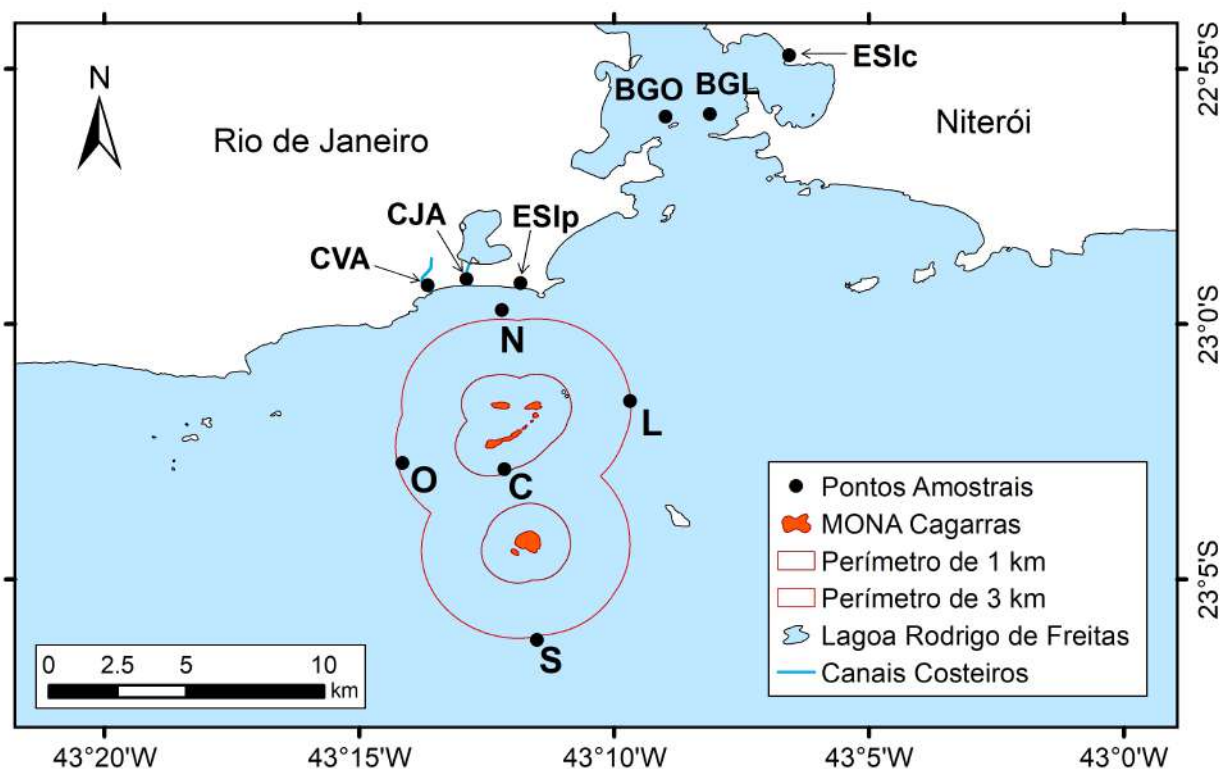 22°55'S
ESIc
BGO
BGL
N
Rio de Janeiro
Niterói
CJA
ESIp
CVA
N
23°0'S
L
O
C
S
Pontos Amostrais
MONA Cagarras
Perímetro de 1 km
Perímetro de 3 km
Lagoa Rodrigo de Freitas
Canais Costeiros
23°5'S
0 2.5 5 10
km
43°20'W 43°15'W 43°10'W 43°5'W 43°0'W